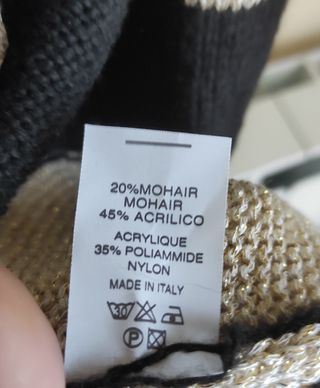 20%MOHAIR
MOHAIR
45% ACRILICO
ACRYLIQUE
35% POLIAMMIDE
NYLON
MADE IN ITALY
30
P